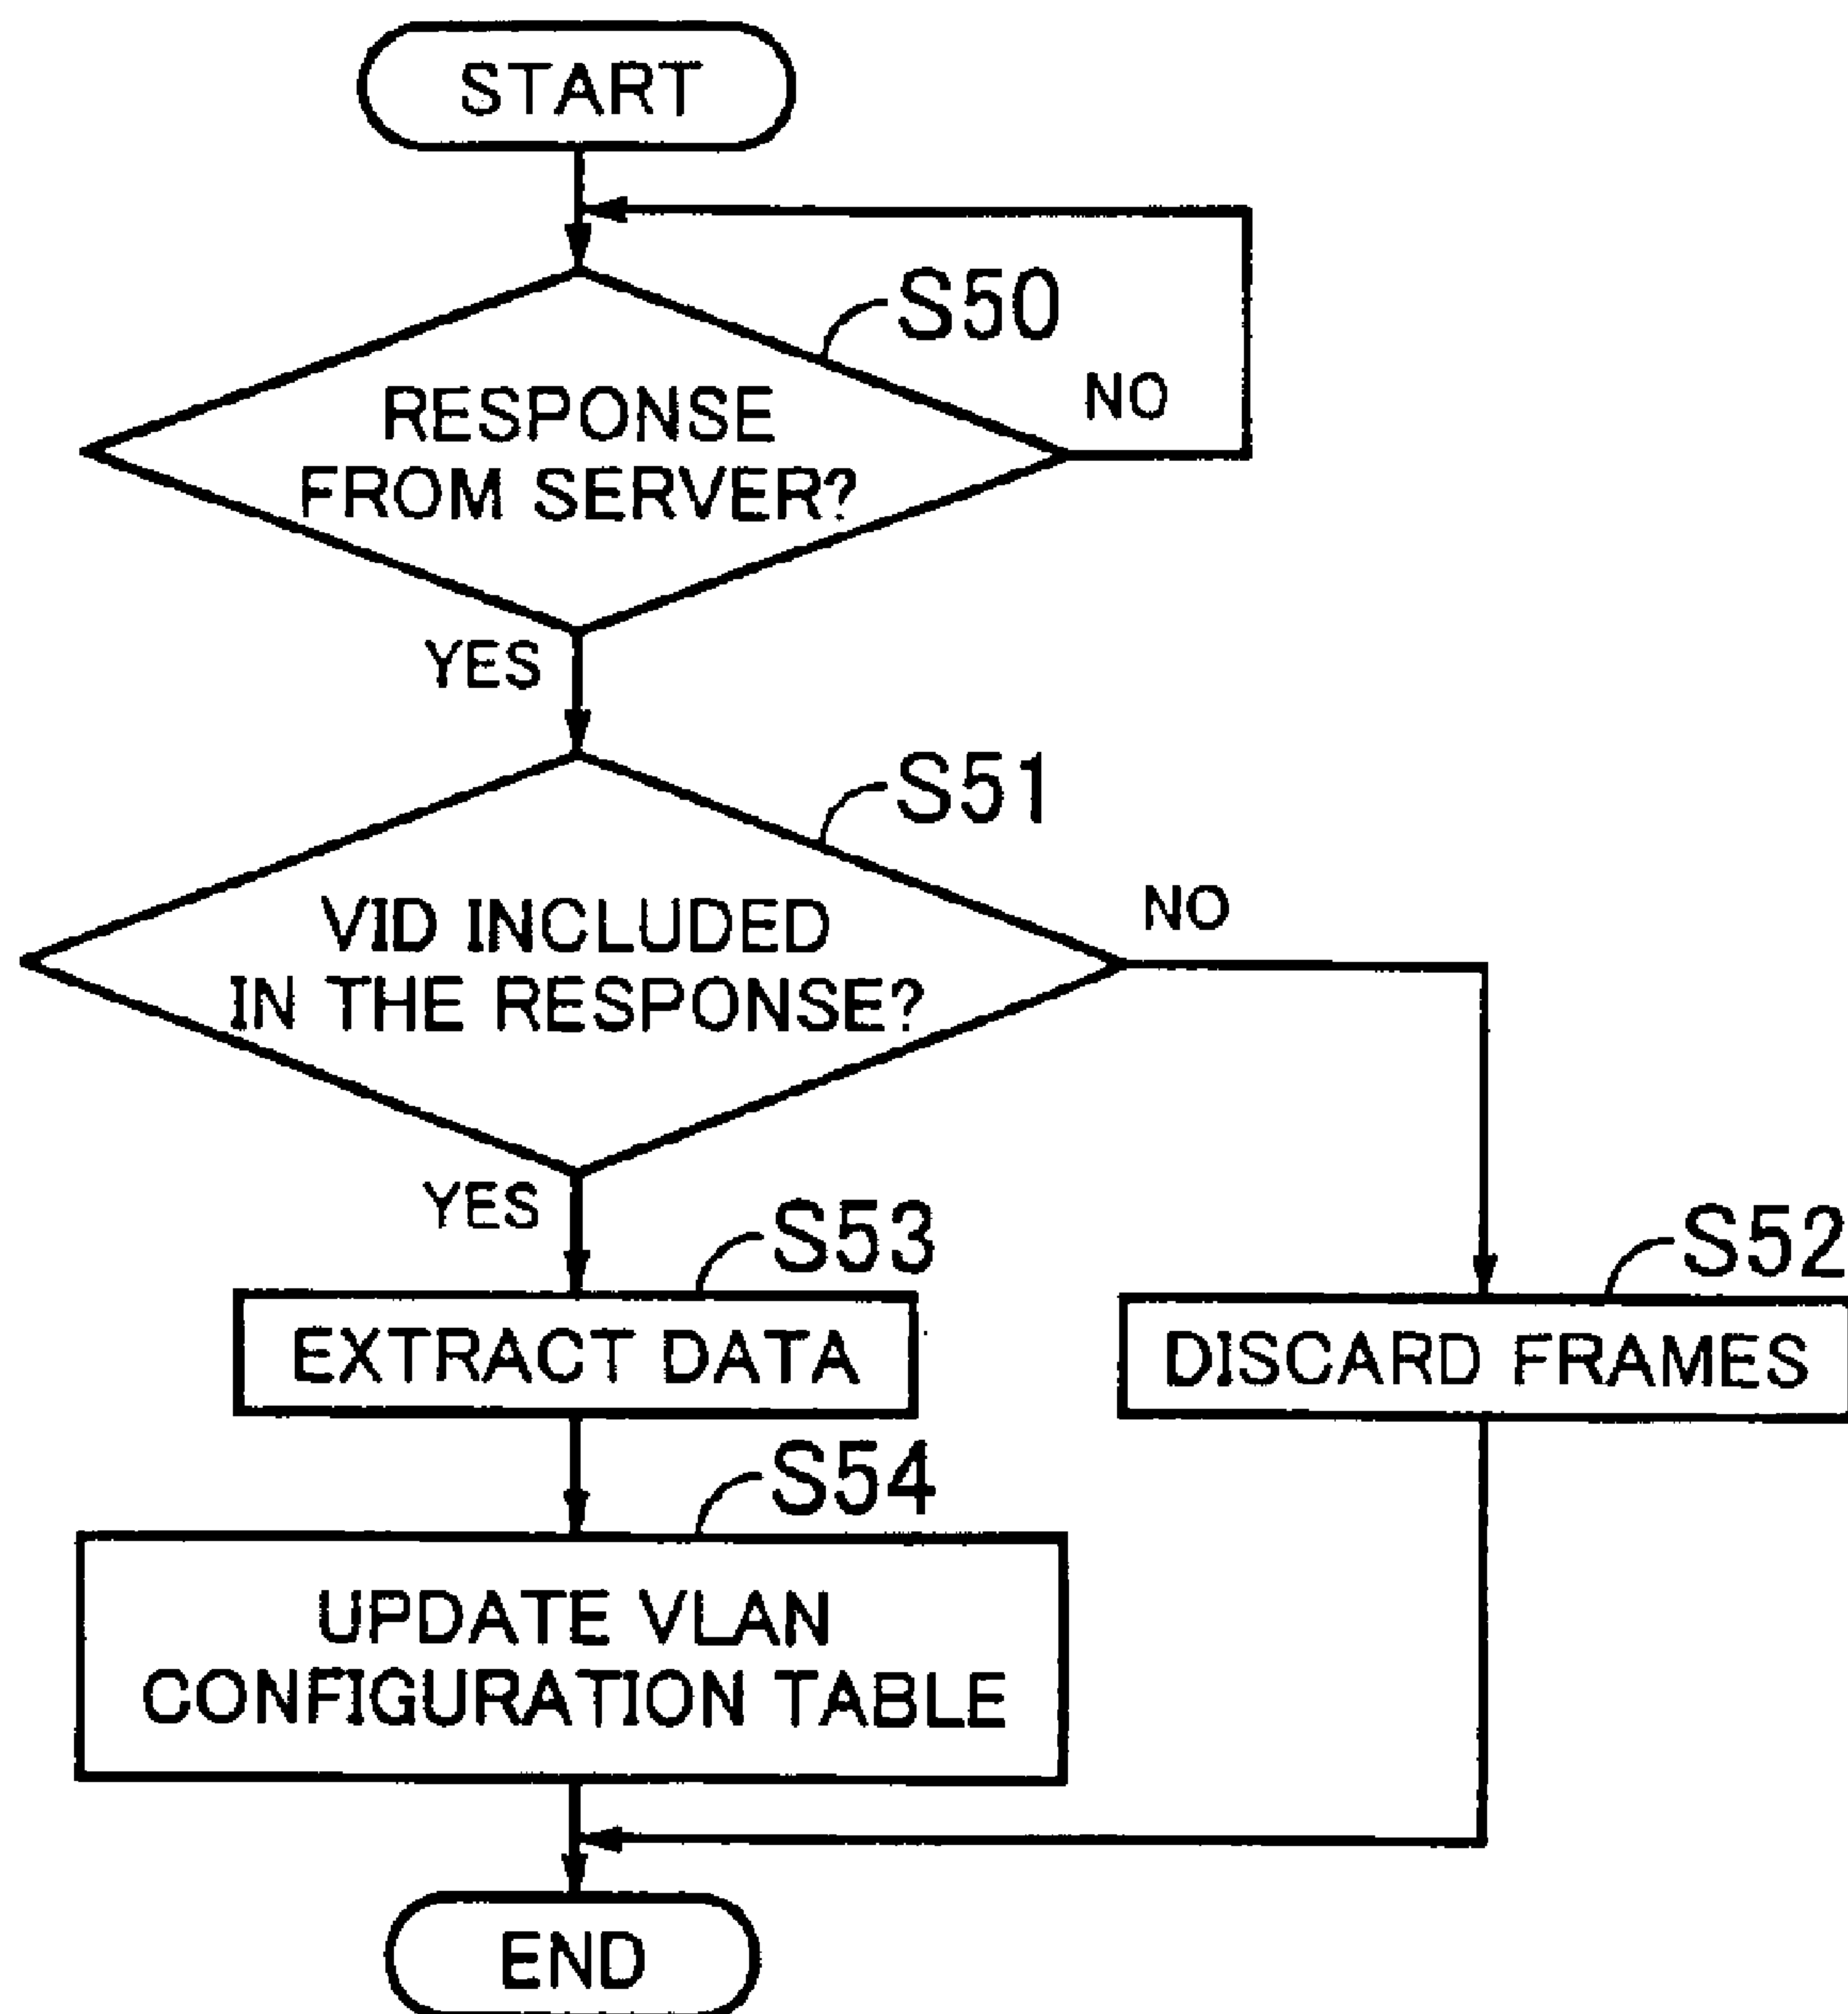 START
S50
RESPONSE
FROM SERVER?
NO
YES
S51
VID INCLUDED
IN THE RESPONSE?
NO
YES
S53
EXTRACT DATA
S52
DISCARD FRAMES
S54
UPDATE VLAN
CONFIGURATION TABLE
END